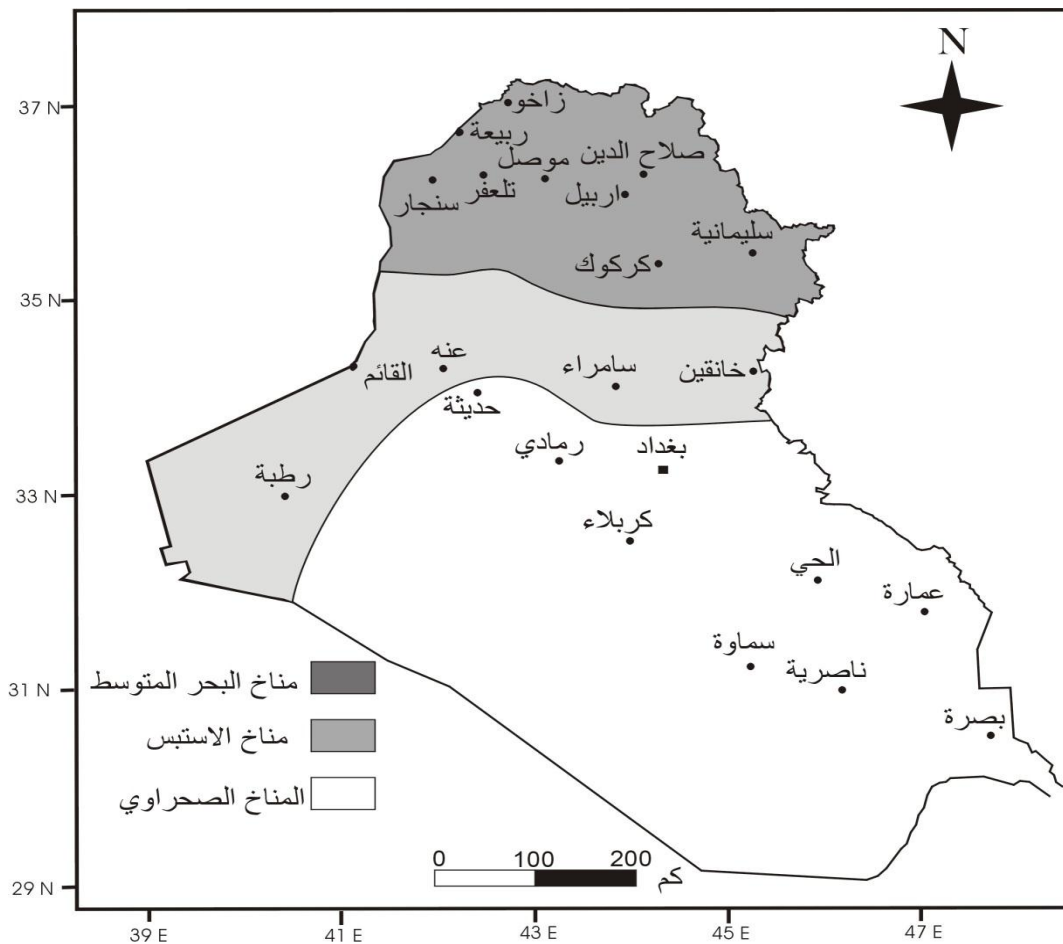 N
37 N
زاخو
ربيعة
موصل
صلاح الدين
سنجار
تلعفر
اربيل
سليمانية
كركوك
35 N
القائم
عنه
سامراء
خانقين
حديثة
رمادي
بغداد
33 N
رطبة
كربلاء
الحي
عمارة
سماوة
ناصرية
بصرة
31 N
مناخ البحر المتوسط
مناخ الاستبس
المناخ الصحراوي
0 100 200
كم
29 N
39 E 41 E 43 E 45 E 47 E